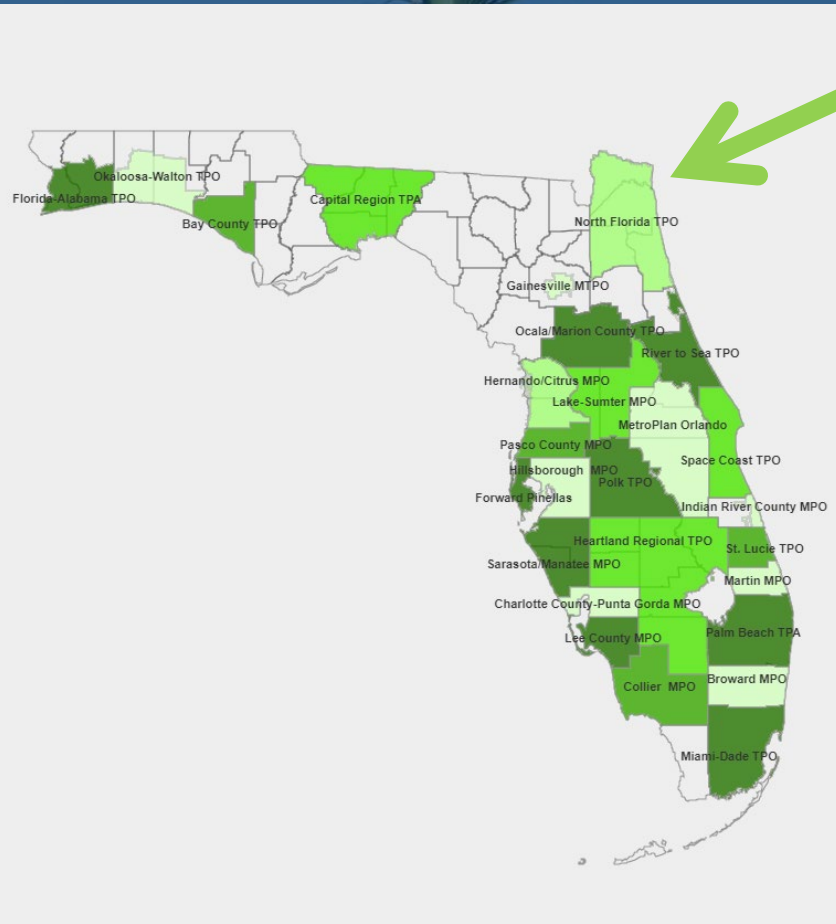 Okaloosa-Walton TPO
Florida-Alabama TPO
Capital Region TPA
Bay County TPO
North Florida TPO
Gainesville MTPO
Ocala/Marion County TPO
River to Sea TPO
Hernando/Citrus MPO
Lake-Sumter MPO
MetroPlan Orlando
Pasco County MPO
Space Coast TPO
Hillsborough MPO
Polk TPO
Forward Pinellas
Indian River County MPO
Heartland Regional TPO
St. Lucie TPO
Sarasota/Manatee MPO
Martin MPO
Charlotte County-Punta Gorda MPO
Palm Beach TPA
Lee County MPO
Broward MPO
Collier MPO
Miami-Dade TPO